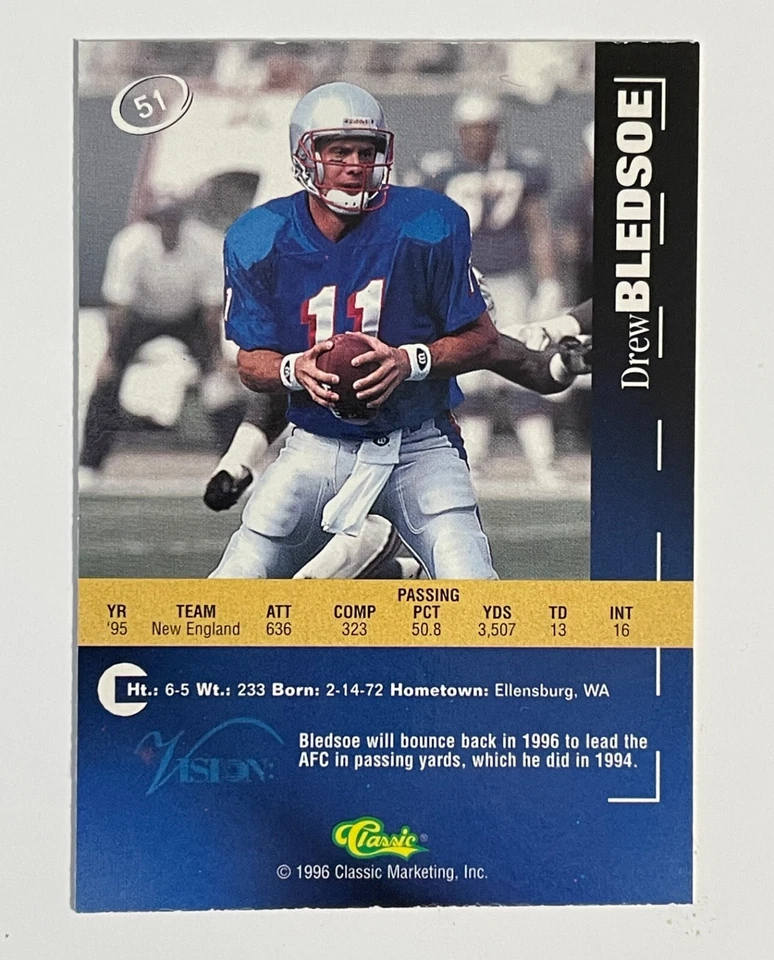 51
Drew BLEDSOE
11
11
PASSING
YR TEAM ATT COMP PCT YDS TD INT
'95 New England 636 323 50.8 3,507 13 16
Ht.: 6-5 Wt.: 233 Born: 2-14-72 Hometown: Ellensburg, WA
VISION:
Bledsoe will bounce back in 1996 to lead the
AFC in passing yards, which he did in 1994.
Classic®
© 1996 Classic Marketing, Inc.